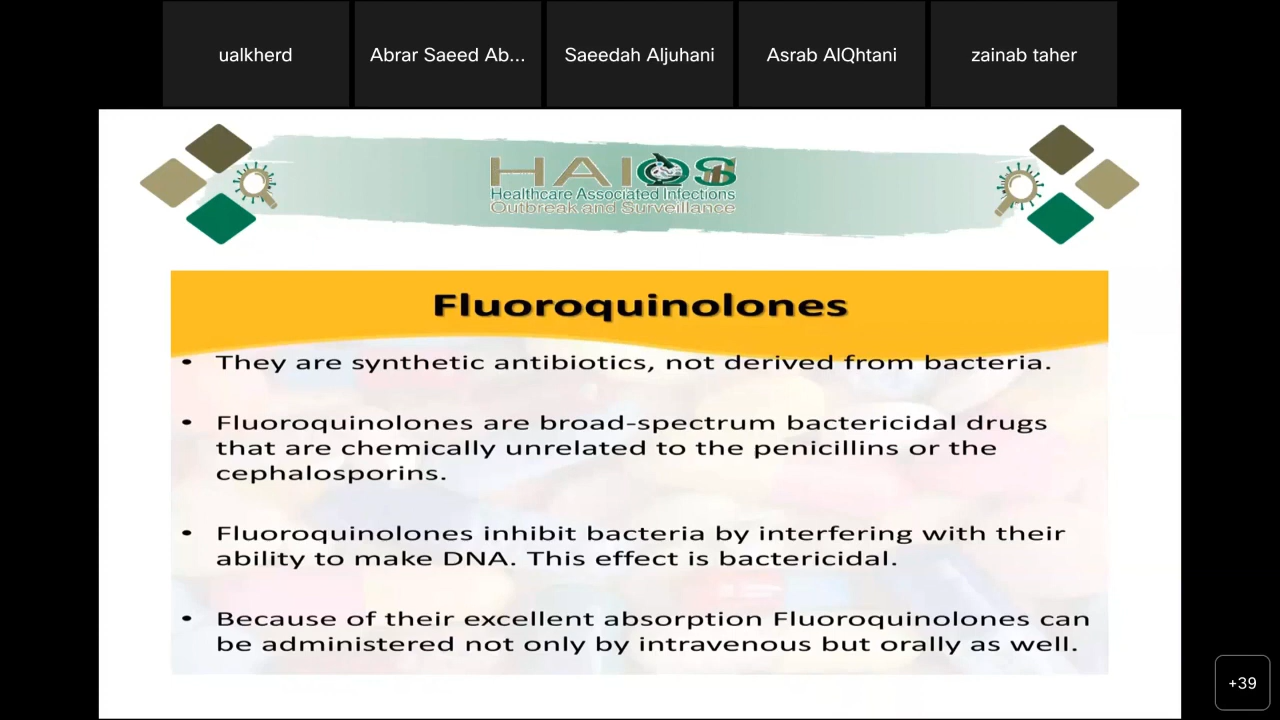 ualkherd
Abrar Saeed Ab...
Saeedah Aljuhani
Asrab AlQhtani
zainab taher
HAIOS
Healthcare Associated Infections
Outbreak and Surveillance
Fluoroquinolones
• They are synthetic antibiotics, not derived from bacteria.
• Fluoroquinolones are broad-spectrum bactericidal drugs
that are chemically unrelated to the penicillins or the
cephalosporins.
• Fluoroquinolones inhibit bacteria by interfering with their
ability to make DNA. This effect is bactericidal.
• Because of their excellent absorption Fluoroquinolones can
be administered not only by intravenous but orally as well.
+39